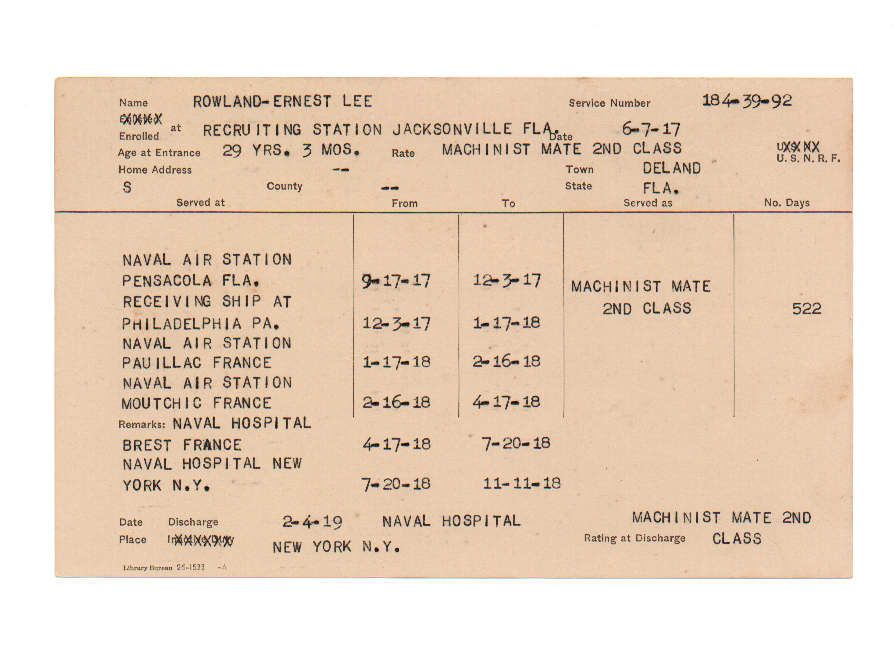 Name ROWLAND-ERNEST LEE Service Number 184-39-92
Enrolled at RECRUITING STATION JACKSONVILLE FLA. Date 6-7-17
Age at Entrance 29 YRS. 3 MOS. Rate MACHINIST MATE 2ND CLASS U. S. N. R. F.
Home Address -- Town DELAND
S County -- State FLA.
Served at From To Served as No. Days
NAVAL AIR STATION
PENSACOLA FLA. 9-17-17 12-3-17 MACHINIST MATE
RECEIVING SHIP AT 2ND CLASS 522
PHILADELPHIA PA. 12-3-17 1-17-18
NAVAL AIR STATION
PAUILLAC FRANCE 1-17-18 2-16-18
NAVAL AIR STATION
MOUTCHIC FRANCE 2-16-18 4-17-18
Remarks: NAVAL HOSPITAL
BREST FRANCE 4-17-18 7-20-18
NAVAL HOSPITAL NEW
YORK N.Y. 7-20-18 11-11-18
Date Discharge 2-4-19 NAVAL HOSPITAL MACHINIST MATE 2ND
Place NEW YORK N.Y. Rating at Discharge CLASS
Library Bureau 25-1533 -A